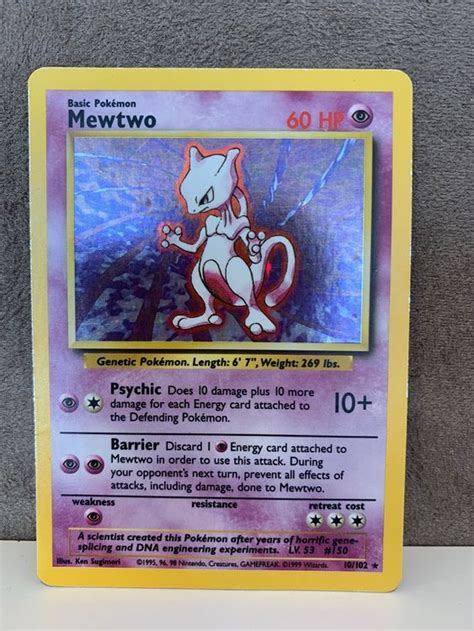 Basic Pokémon
Mewtwo 60 HP
Genetic Pokémon. Length: 6' 7", Weight: 269 lbs.
Psychic Does 10 damage plus 10 more
damage for each Energy card attached to
the Defending Pokémon.
10+
Barrier Discard 1 Energy card attached to
Mewtwo in order to use this attack. During
your opponent's next turn, prevent all effects of
attacks, including damage, done to Mewtwo.
weakness resistance retreat cost
A scientist created this Pokémon after years of horrific gene-
splicing and DNA engineering experiments. LV. 53 #150
Illus. Ken Sugimori ©1995, 96, 98 Nintendo, Creatures, GAMEFREAK. ©1999 Wizards. 10/102